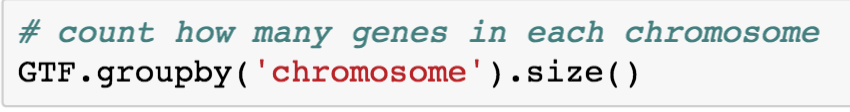 # count how many genes in each chromosome
GTF.groupby('chromosome').size()